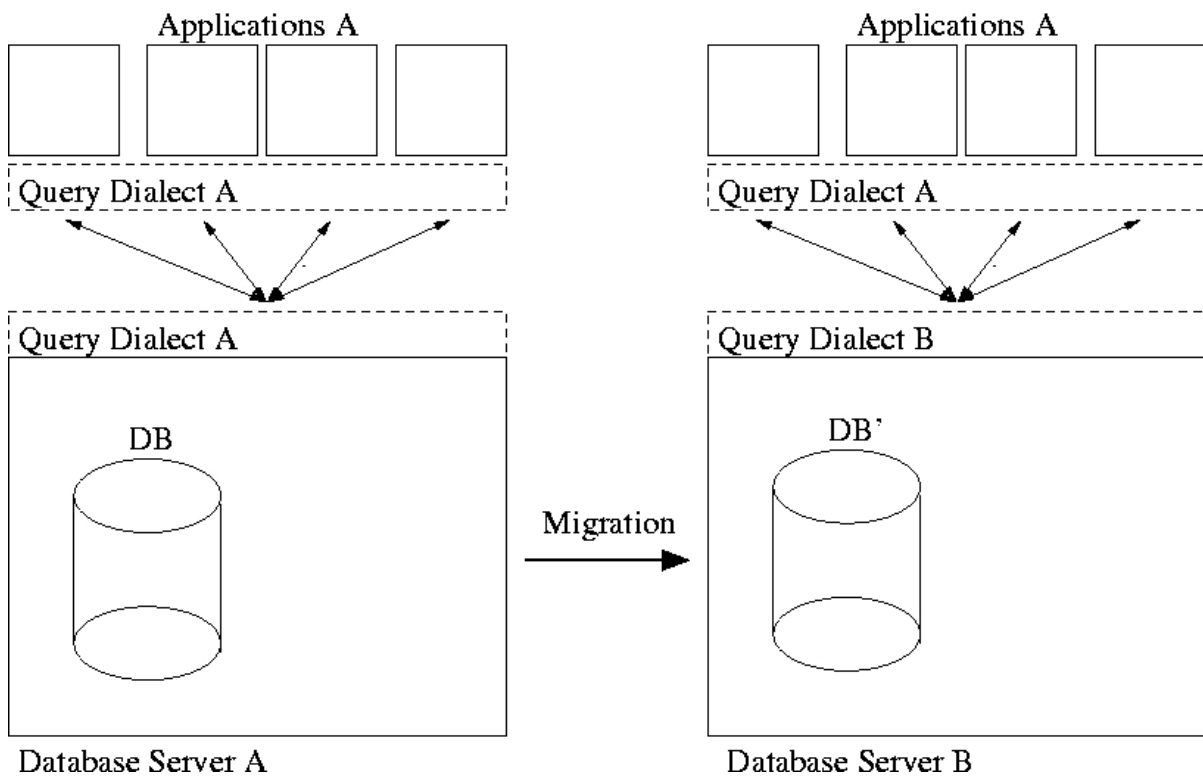 Applications A
Applications A
Query Dialect A
Query Dialect A
Query Dialect A
Query Dialect B
DB
DB'
Migration
Database Server A
Database Server B